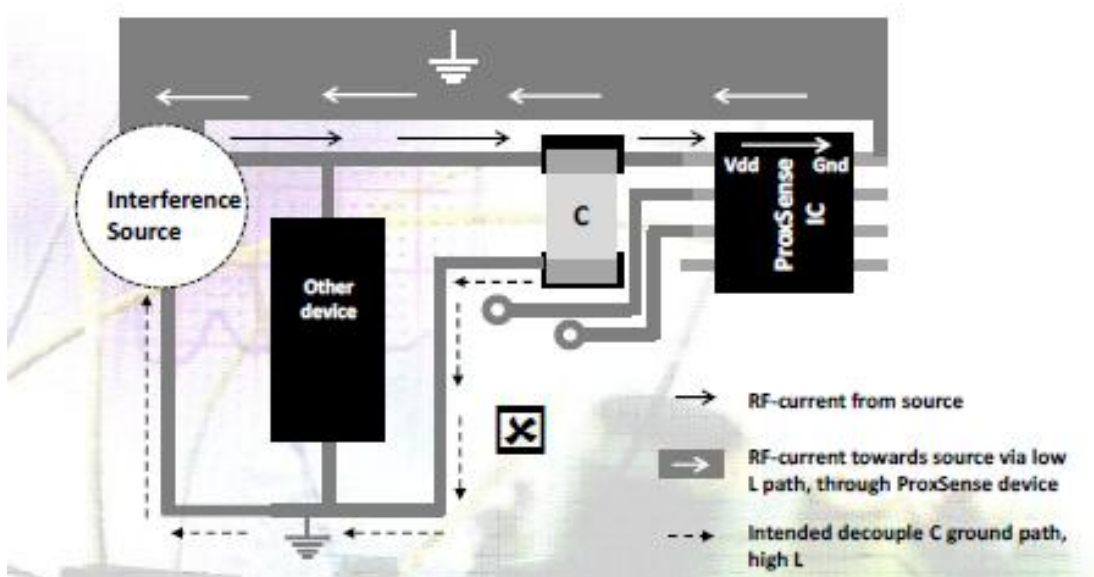 Interference
Source
Other
device
C
Vdd
Gnd
ProxSense
IC
RF-current from source
RF-current towards source via low
L path, through ProxSense device
Intended decouple C ground path,
high L